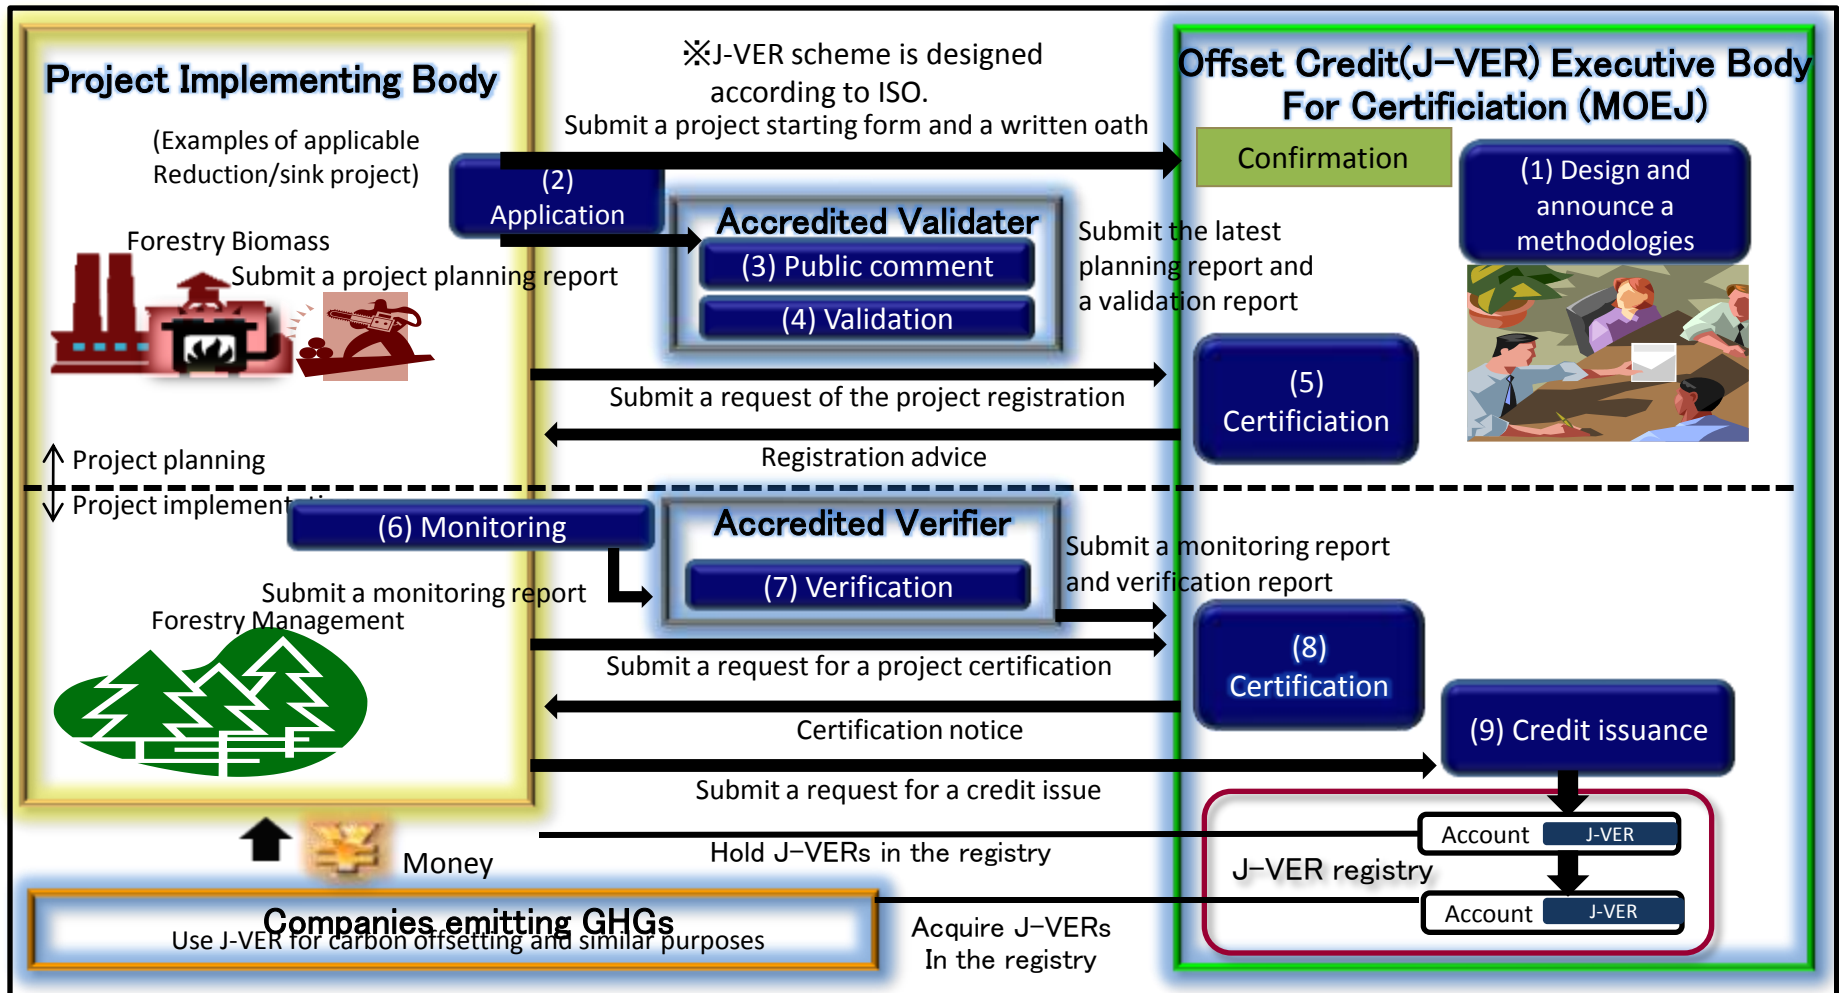 ※J-VER scheme is designed
according to ISO.
Project Implementing Body
Offset Credit(J-VER) Executive Body
For Certificiation (MOEJ)
(Examples of applicable
Reduction/sink project)
Submit a project starting form and a written oath
Confirmation
(1) Design and
announce a
methodologies
(2)
Application
Accredited Validater
(3) Public comment
(4) Validation
Submit the latest
planning report and
a validation report
Forestry Biomass
Submit a project planning report
Submit a request of the project registration
(5)
Certificiation
Registration advice
Project planning
Project implementati
(6) Monitoring
Accredited Verifier
(7) Verification
Submit a monitoring report
and verification report
Submit a monitoring report
Forestry Management
Submit a request for a project certification
(8)
Certification
Certification notice
(9) Credit issuance
Submit a request for a credit issue
Account J-VER
Hold J-VERs in the registry
J-VER registry
Account J-VER
¥
Money
Companies emitting GHGs
Use J-VER for carbon offsetting and similar purposes
Acquire J-VERs
In the registry